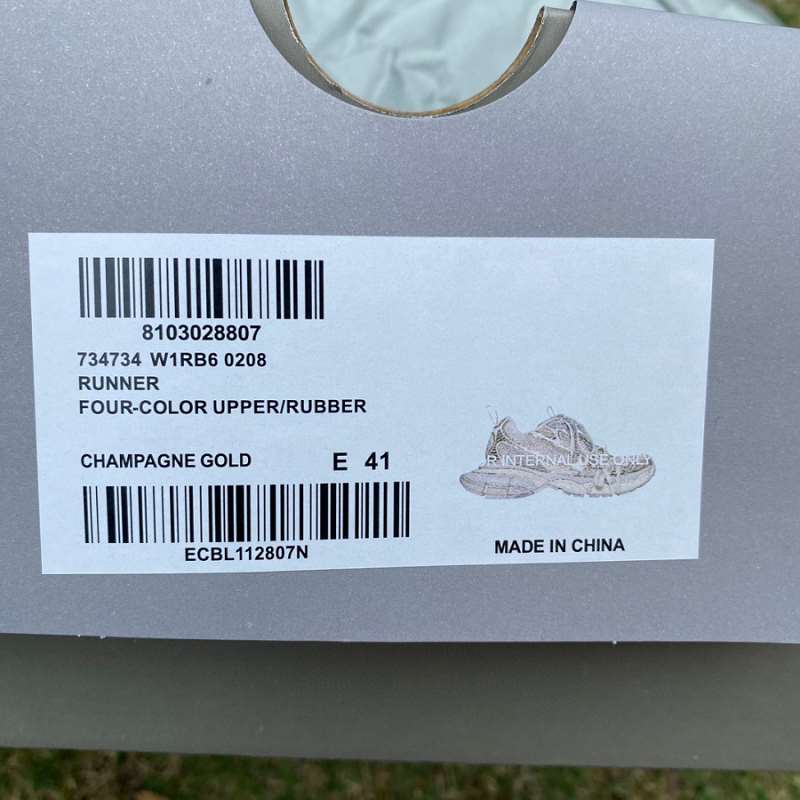 8103028807
734734 W1RB6 0208
RUNNER
FOUR-COLOR UPPER/RUBBER
CHAMPAGNE GOLD E 41
R INTERNAL USE ONLY
ECBL112807N
MADE IN CHINA